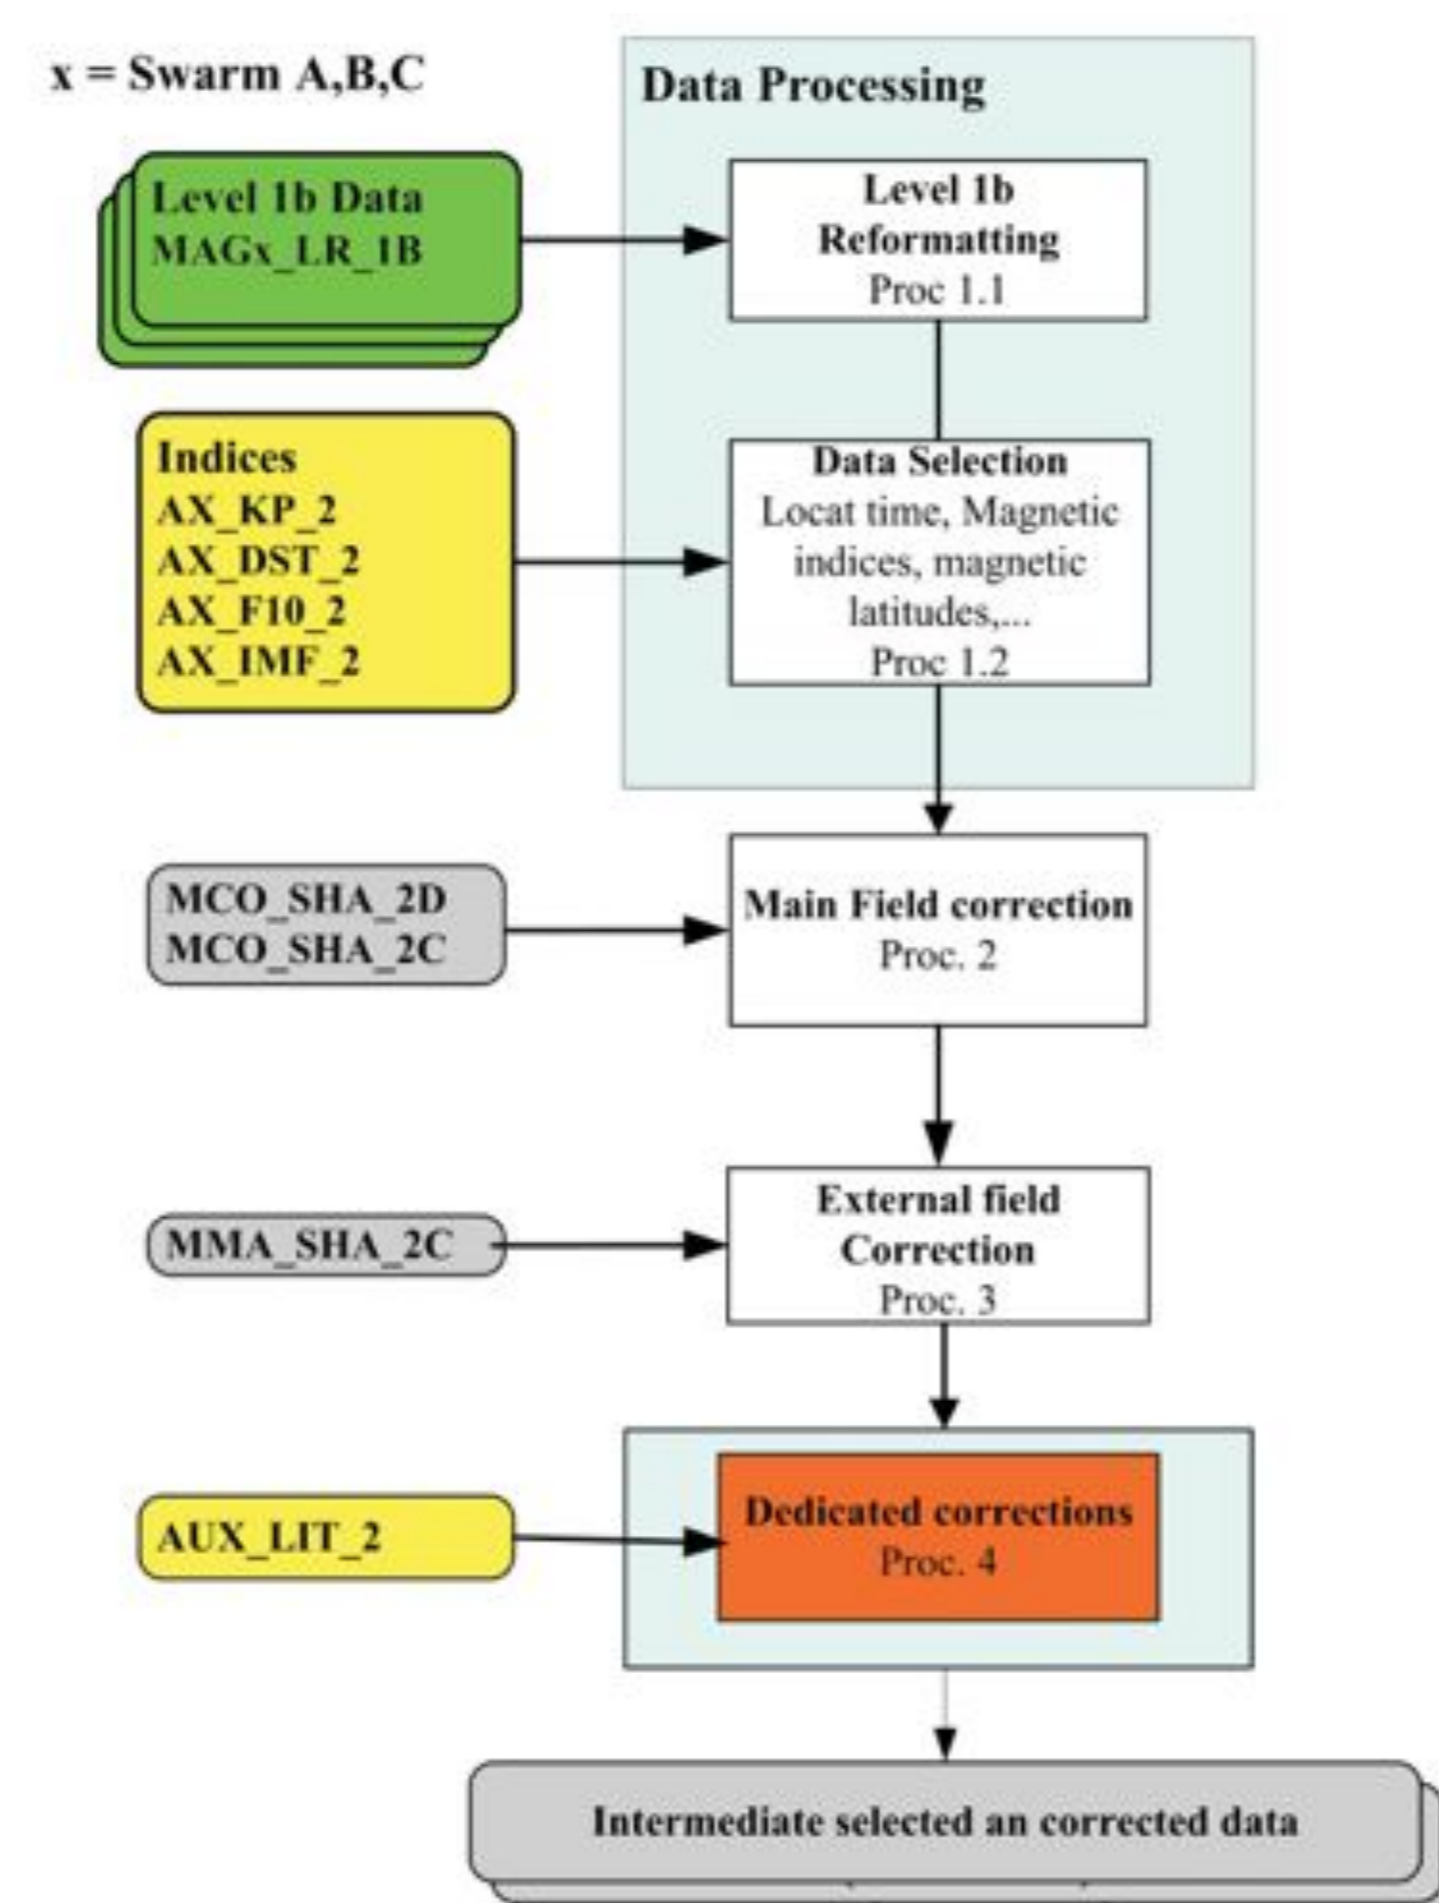 x = Swarm A,B,C
Data Processing
Level 1b Data
MAGx_LR_1B
Level 1b
Reformatting
Proc 1.1
Indices
AX_KP_2
AX_DST_2
AX_F10_2
AX_IMF_2
Data Selection
Locat time, Magnetic
indices, magnetic
latitudes,...
Proc 1.2
MCO_SHA_2D
MCO_SHA_2C
Main Field correction
Proc. 2
MMA_SHA_2C
External field
Correction
Proc. 3
AUX_LIT_2
Dedicated corrections
Proc. 4
Intermediate selected an corrected data